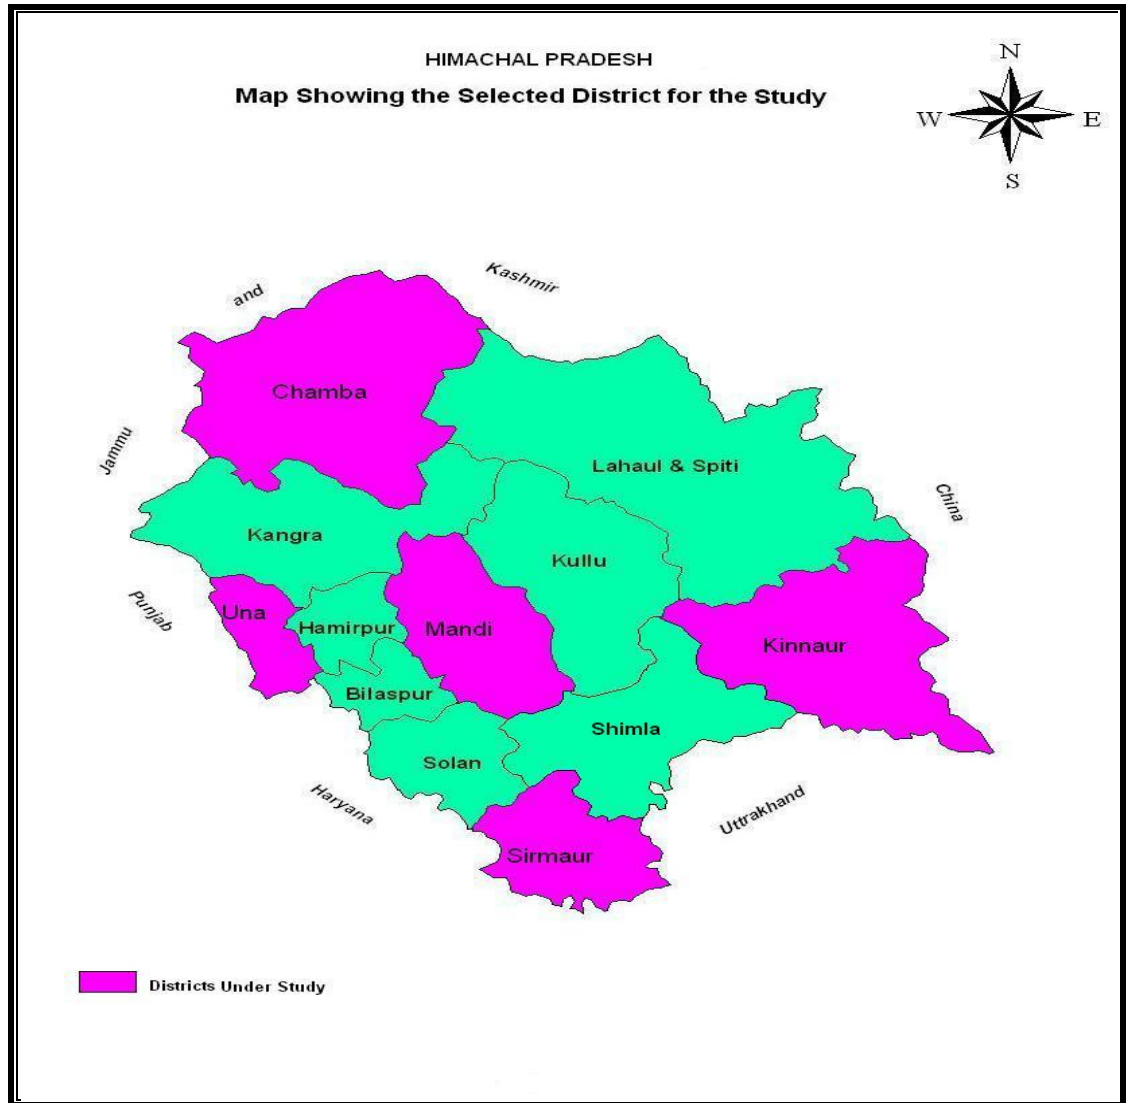 HIMACHAL PRADESH
Map Showing the Selected District for the Study
N
W
E
S
and
Kashmir
Chamba
Jammu
Lahaul & Spiti
China
Kangra
Kullu
Punjab
Una
Hamirpur
Mandi
Kinnaur
Bilaspur
Shimla
Solan
Haryana
Uttrakhand
Sirmaur
Districts Under Study